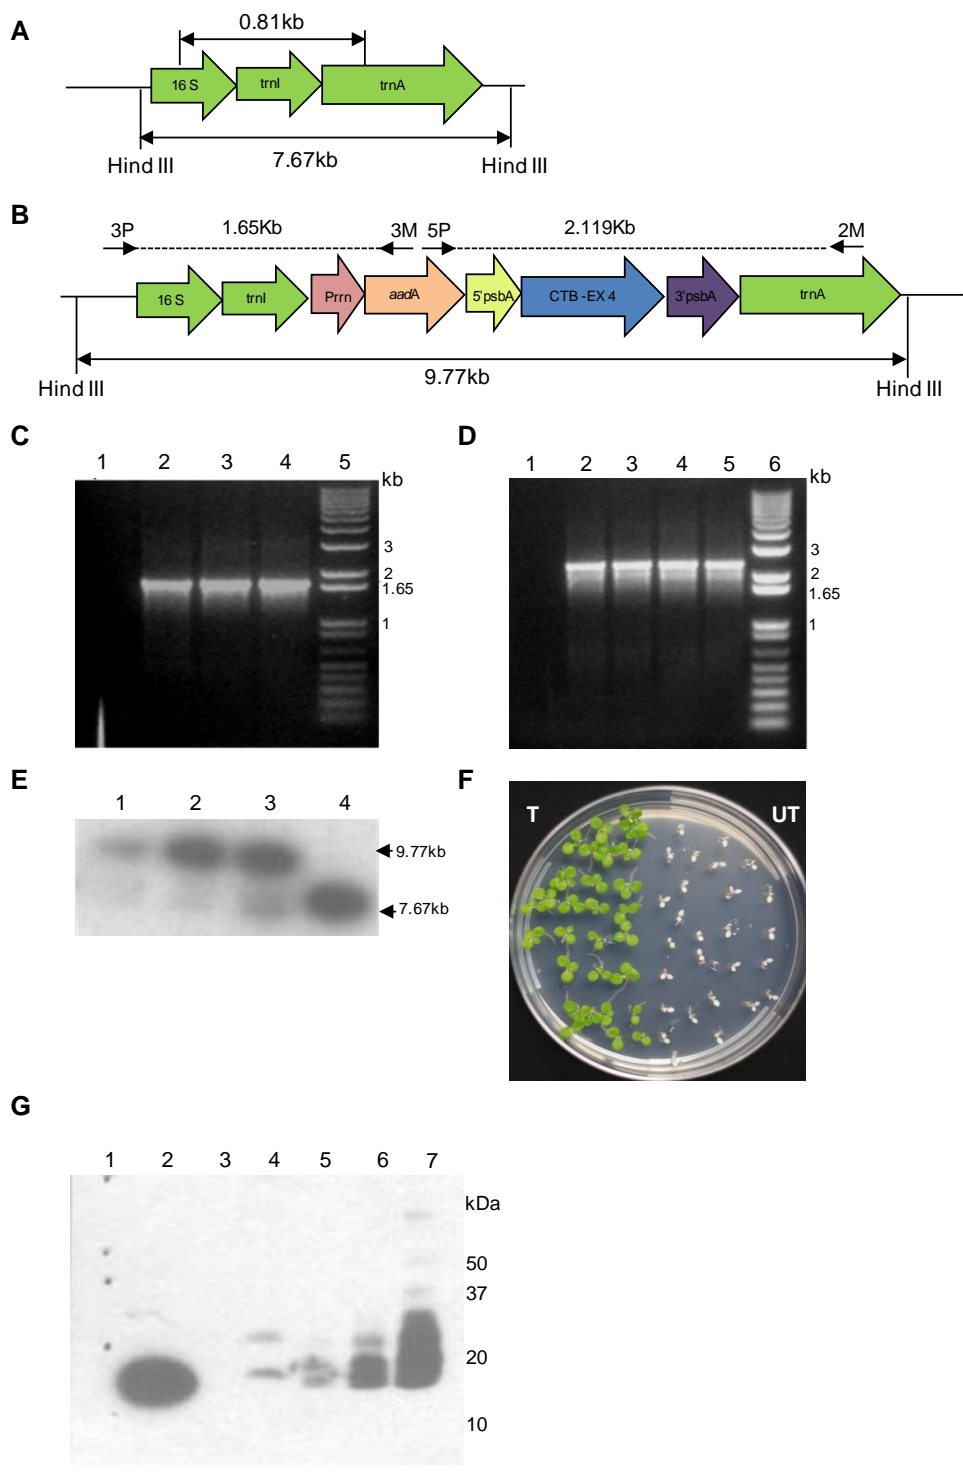 A
0.81kb
16 S
trnI
trnA
7.67kb
Hind III
Hind III
B
3P
1.65Kb
3M
5P
2.119Kb
2M
16 S
trnI
Prrn
aadA
5'psbA
CTB -EX 4
3'psbA
trnA
9.77kb
Hind III
Hind III
C
1 2 3 4 5
kb
3
2
1.65
1
D
1 2 3 4 5 6
kb
3
2
1.65
1
E
1 2 3 4
9.77kb
7.67kb
F
T
UT
G
1 2 3 4 5 6 7
kDa
50
37
20
10